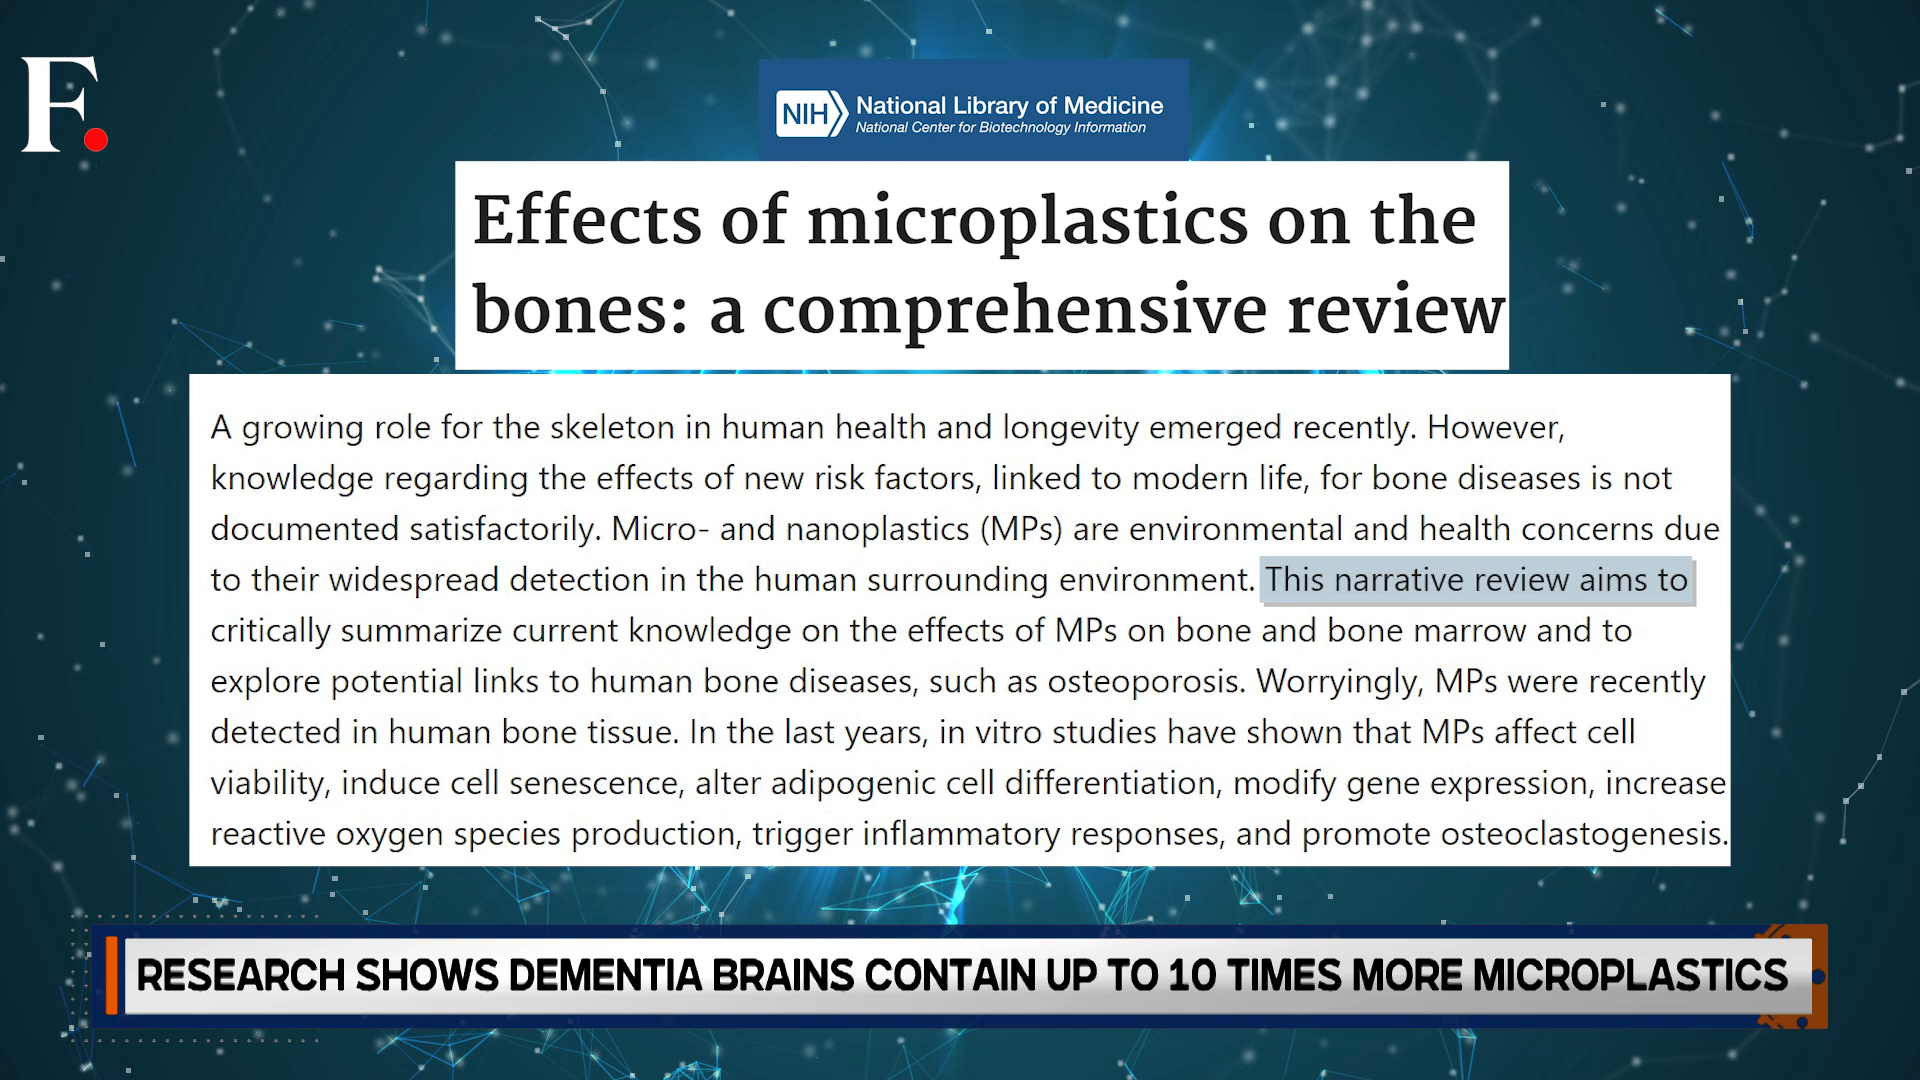 F.
NIH National Library of Medicine
National Center for Biotechnology Information
Effects of microplastics on the
bones: a comprehensive review
A growing role for the skeleton in human health and longevity emerged recently. However,
knowledge regarding the effects of new risk factors, linked to modern life, for bone diseases is not
documented satisfactorily. Micro- and nanoplastics (MPs) are environmental and health concerns due
to their widespread detection in the human surrounding environment. This narrative review aims to
critically summarize current knowledge on the effects of MPs on bone and bone marrow and to
explore potential links to human bone diseases, such as osteoporosis. Worryingly, MPs were recently
detected in human bone tissue. In the last years, in vitro studies have shown that MPs affect cell
viability, induce cell senescence, alter adipogenic cell differentiation, modify gene expression, increase
reactive oxygen species production, trigger inflammatory responses, and promote osteoclastogenesis.
RESEARCH SHOWS DEMENTIA BRAINS CONTAIN UP TO 10 TIMES MORE MICROPLASTICS